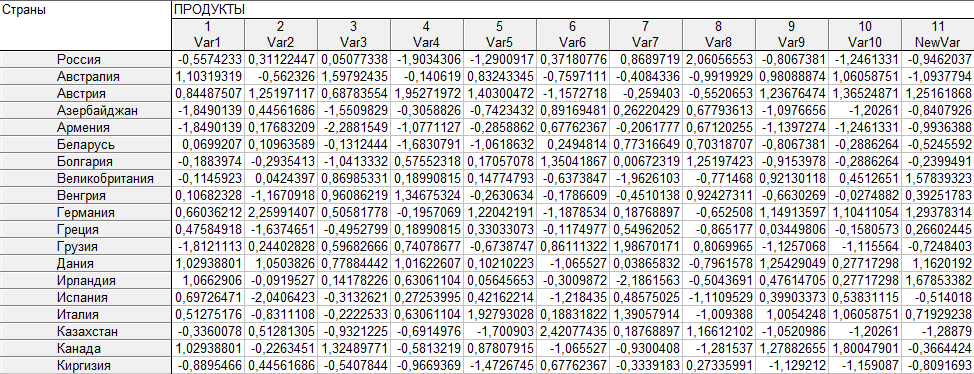 Страны ПРОДУКТЫ
1 2 3 4 5 6 7 8 9 10 11
Var1 Var2 Var3 Var4 Var5 Var6 Var7 Var8 Var9 Var10 NewVar
Россия -0,5574233 0,31122447 0,05077338 -1,9034306 -1,2900917 0,37180776 0,8689719 2,06056553 -0,8067381 -1,2461331 -0,9462037
Австралия 1,10319319 -0,562326 1,59792435 -0,140619 0,83243345 -0,7597111 -0,4084336 -0,9919929 0,98088874 1,06058751 -1,0937794
Австрия 0,84487507 1,25197117 0,68783554 1,95271972 1,40300472 -1,1572718 -0,259403 -0,5520653 1,23676474 1,36524871 1,25161868
Азербайджан -1,8490139 0,44561686 -1,5509829 -0,3058826 -0,7423432 0,89169481 0,26220429 0,67793613 -1,0976656 -1,20261 -0,8407926
Армения -1,8490139 0,17683209 -2,2881549 -1,0771127 -0,2858862 0,67762367 -0,2061777 0,67120255 -1,1397274 -1,2461331 -0,9936388
Беларусь 0,0699207 0,10963589 -0,1312444 -1,6830791 -1,0618632 0,2494814 0,77316649 0,70318707 -0,8067381 -0,2886264 -0,5245592
Болгария -0,1883974 -0,2935413 -1,0413332 0,57552318 0,17057078 1,35041867 0,00672319 1,25197423 -0,9153978 -0,2886264 -0,2399491
Великобритания -0,1145923 0,0424397 0,86985331 0,18990815 0,14774793 -0,6373847 -1,9626103 -0,771468 0,92130118 0,4512651 1,57839323
Венгрия 0,10682328 -1,1670918 0,96086219 1,34675324 -0,2630634 -0,1786609 -0,4510138 0,92427311 -0,6630269 -0,0274882 0,39251783
Германия 0,66036212 2,25991407 0,50581778 -0,1957069 1,22042191 -1,1878534 0,18768897 -0,652508 1,14913597 1,10411054 1,29378314
Греция 0,47584918 -1,6374651 -0,4952799 0,18990815 0,33033073 -0,1174977 0,54962052 -0,865177 0,03449806 -0,1580573 0,26602445
Грузия -1,8121113 0,24402828 0,59682666 0,74078677 -0,6738747 0,86111322 1,98670171 0,8069965 -1,1257068 -1,115564 -0,7248403
Дания 1,02938801 1,0503826 0,77884442 1,01622607 0,10210223 -1,065527 0,03865832 -0,7961578 1,25429049 0,27717298 1,1620192
Ирландия 1,0662906 -0,0919527 0,14178226 0,63061104 0,05645653 -0,3009872 -2,1861563 -0,5043691 0,47614705 0,27717298 1,67853382
Испания 0,69726471 -2,0406423 -0,3132621 0,27253995 0,42162214 -1,218435 0,48575025 -1,1109529 0,39903373 0,53831115 -0,514018
Италия 0,51275176 -0,8311108 -0,2222533 0,63061104 1,92793028 0,18831822 1,39057914 -1,009388 1,0054248 1,06058751 0,71929238
Казахстан -0,3360078 0,51281305 -0,9321225 -0,6914976 -1,700903 2,42077435 0,18768897 1,16612102 -1,0520986 -1,20261 -1,28879
Канада 1,02938801 -0,2263451 1,32489771 -0,5813219 0,87807915 -1,065527 -0,9300408 -1,281537 1,27882655 1,80047901 -0,3664424
Киргизия -0,8895466 0,44561686 -0,5407844 -0,9669369 -1,4726745 0,67762367 -0,3339183 0,27335991 -1,129212 -1,159087 -0,8091693